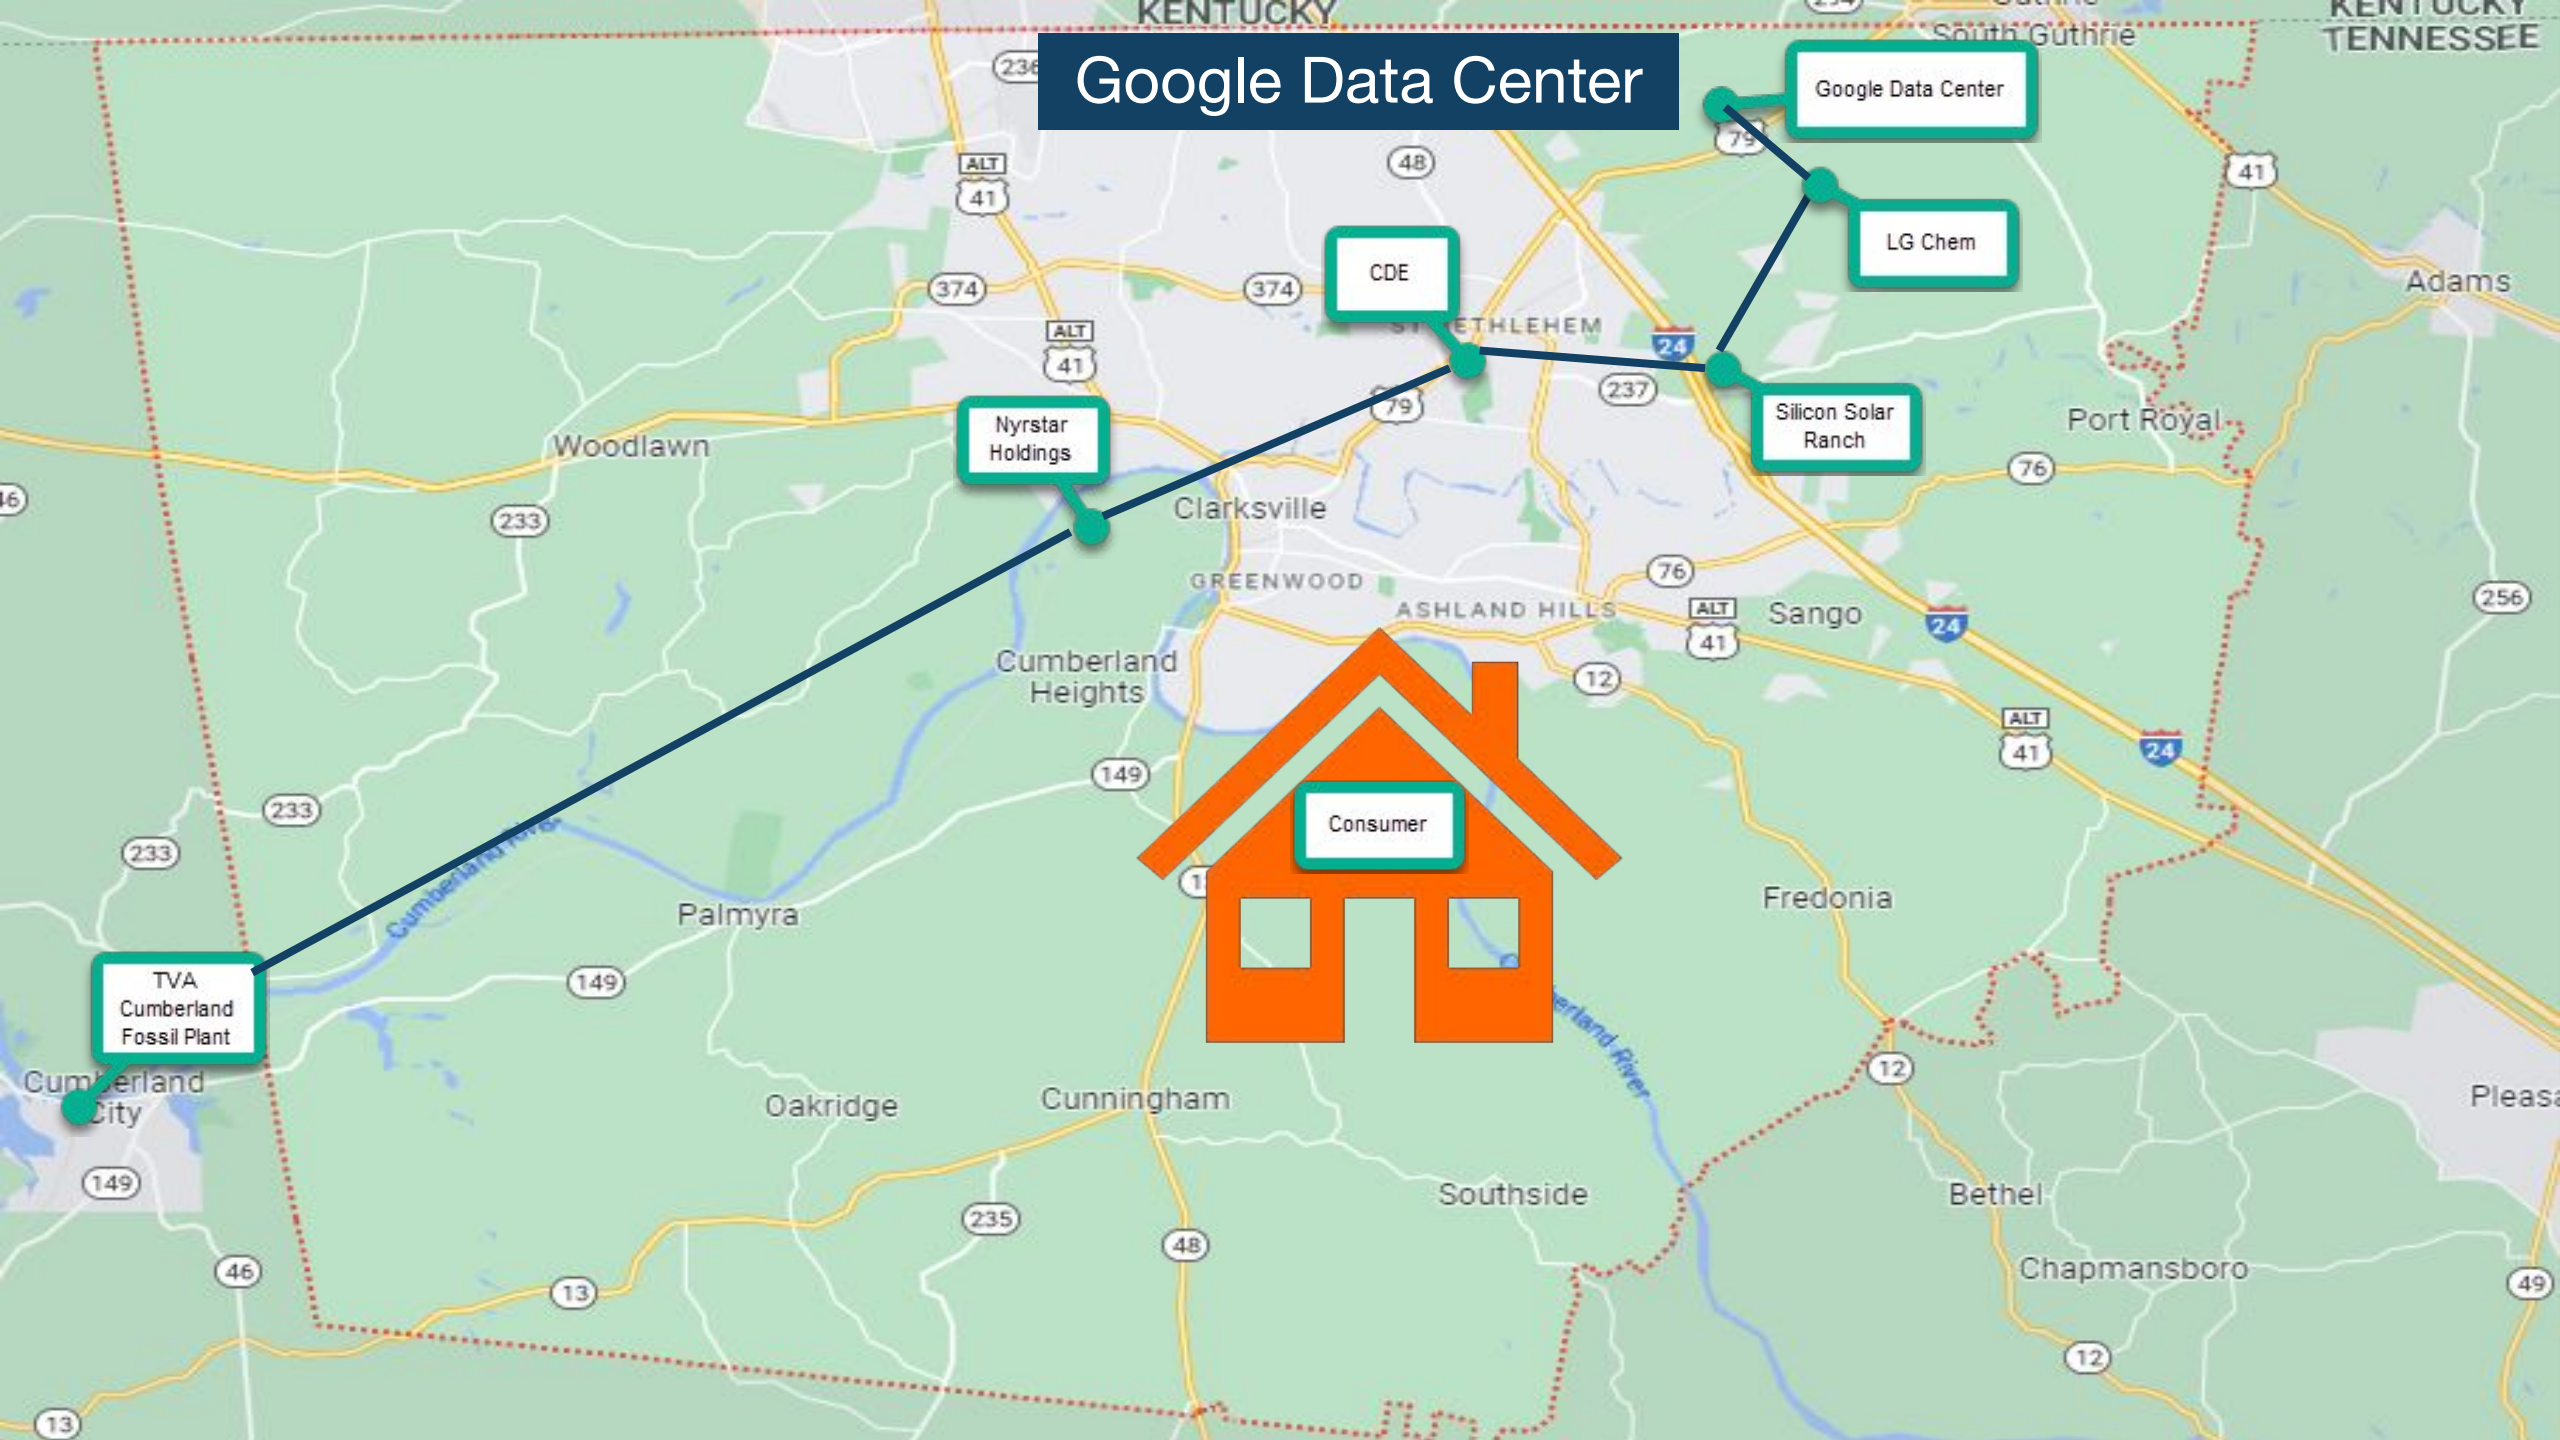 KENTUCKY
KENTUCKY
TENNESSEE
South Guthrie
Google Data Center
236
Google Data Center
79
48
41
ALT
41
LG Chem
CDE
Adams
374
374
ALT
41
24
237
79
Silicon Solar
Ranch
Port Royal
Nyrstar
Holdings
Woodlawn
76
46
Clarksville
233
GREENWOOD
76
ASHLAND HILLS
ALT
41
Sango
24
256
Cumberland
Heights
12
ALT
41
24
149
233
Consumer
233
Cumberland River
Fredonia
Palmyra
149
TVA
Cumberland
Fossil Plant
Cumberland
City
12
Oakridge
Cunningham
149
Southside
Bethel
235
48
46
Chapmansboro
13
49
12
13